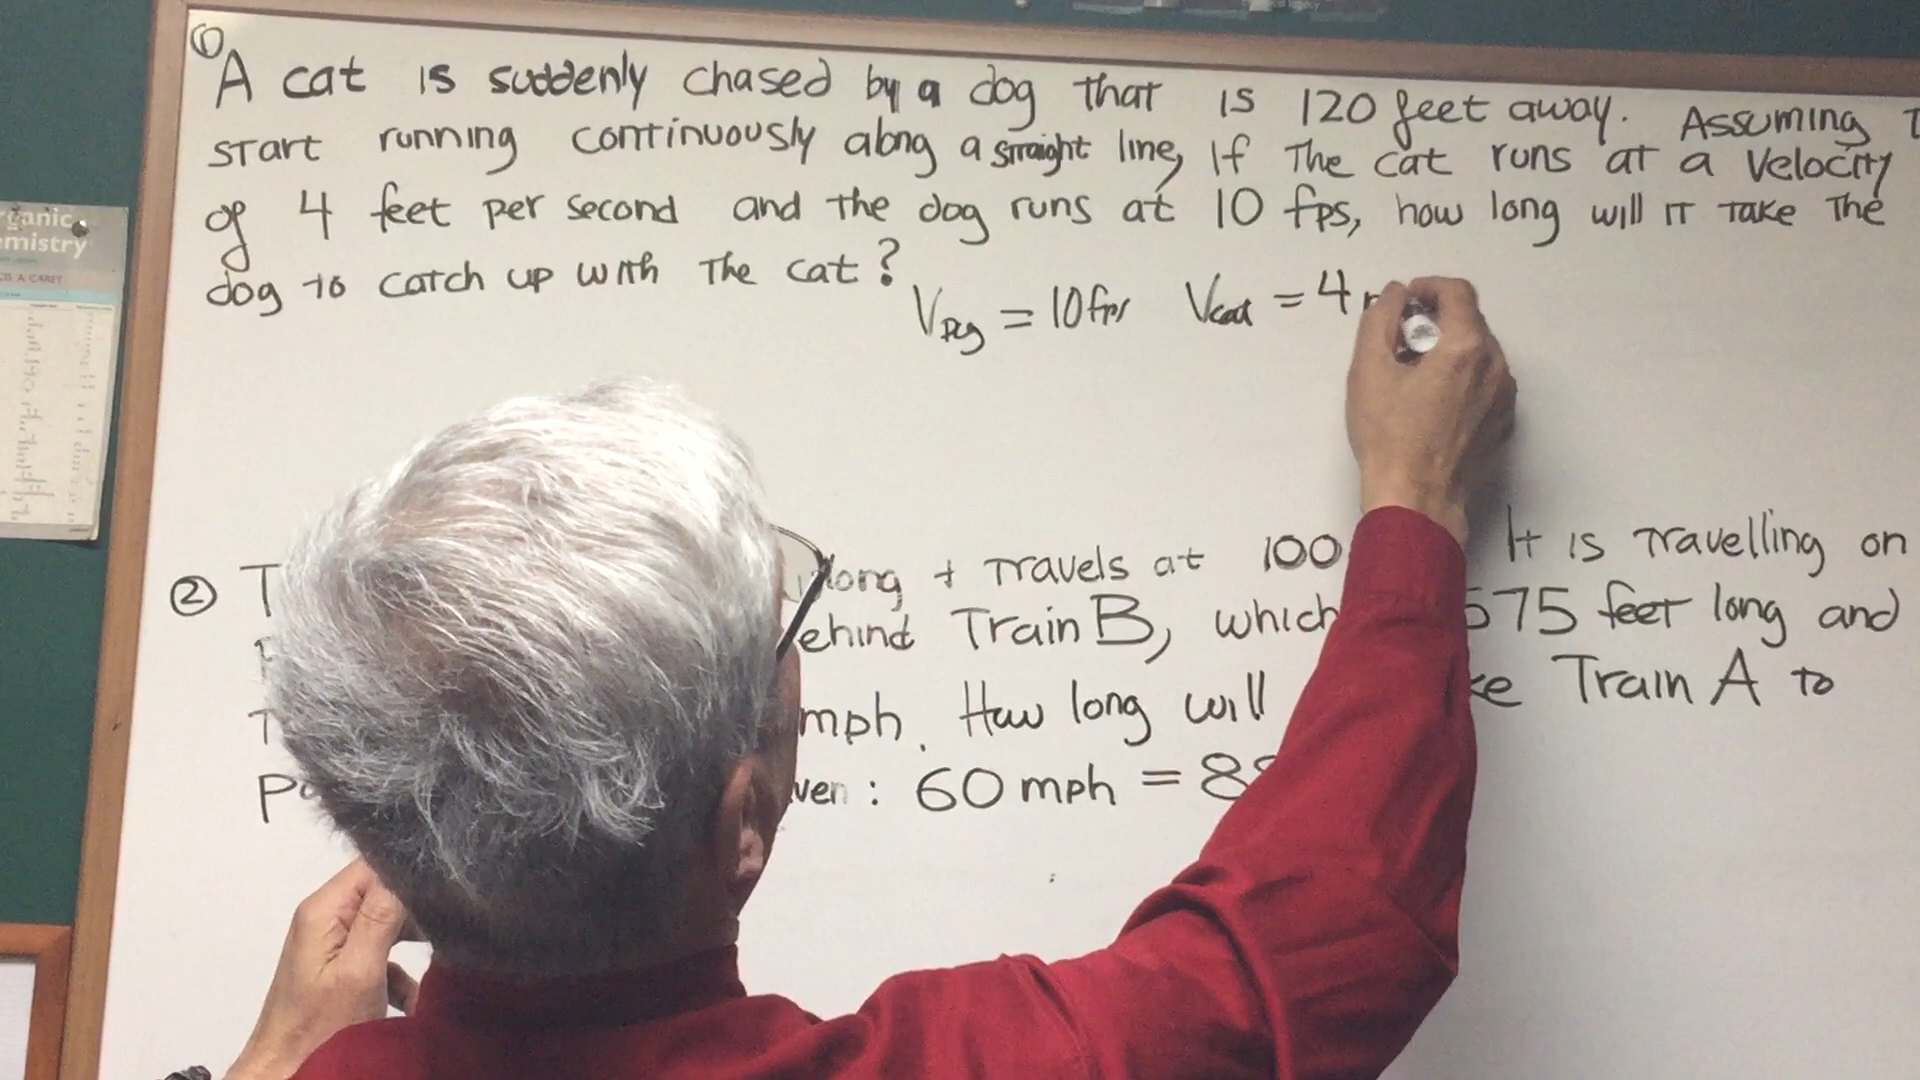 ①
A cat is suddenly chased by a dog that is 120 feet away. Assuming
start running continuously along a straight line, If The cat runs at a velocity
of 4 feet per second and the dog runs at 10 fps, how long will IT Take The
dog to catch up with The cat?
V Dog = 10 fps Vcat = 4
② long + Travels at 100 It is Travelling on
ehind Train B, which 575 feet long and
mph. How long will Train A to
ven : 60 mph = 88
rganic
emistry
A. CAREY